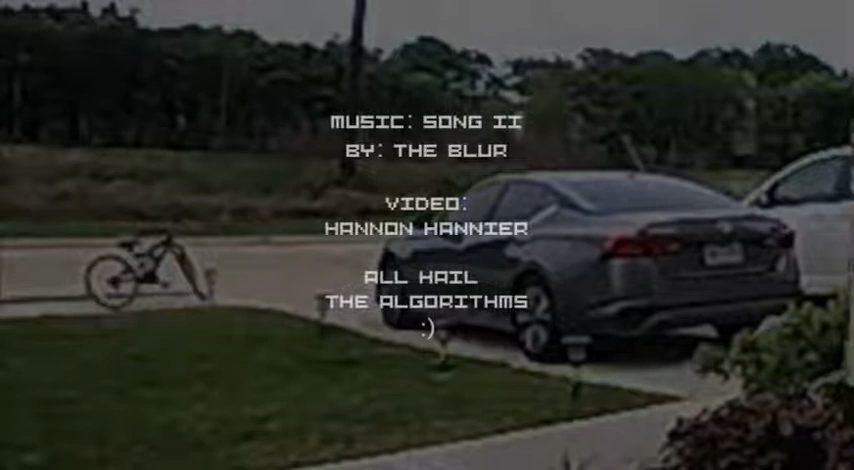 MUSIC: SONG II
BY: THE BLUR
VIDEO:
HANNON HANNIER
ALL HAIL
THE ALGORITHMS
:)